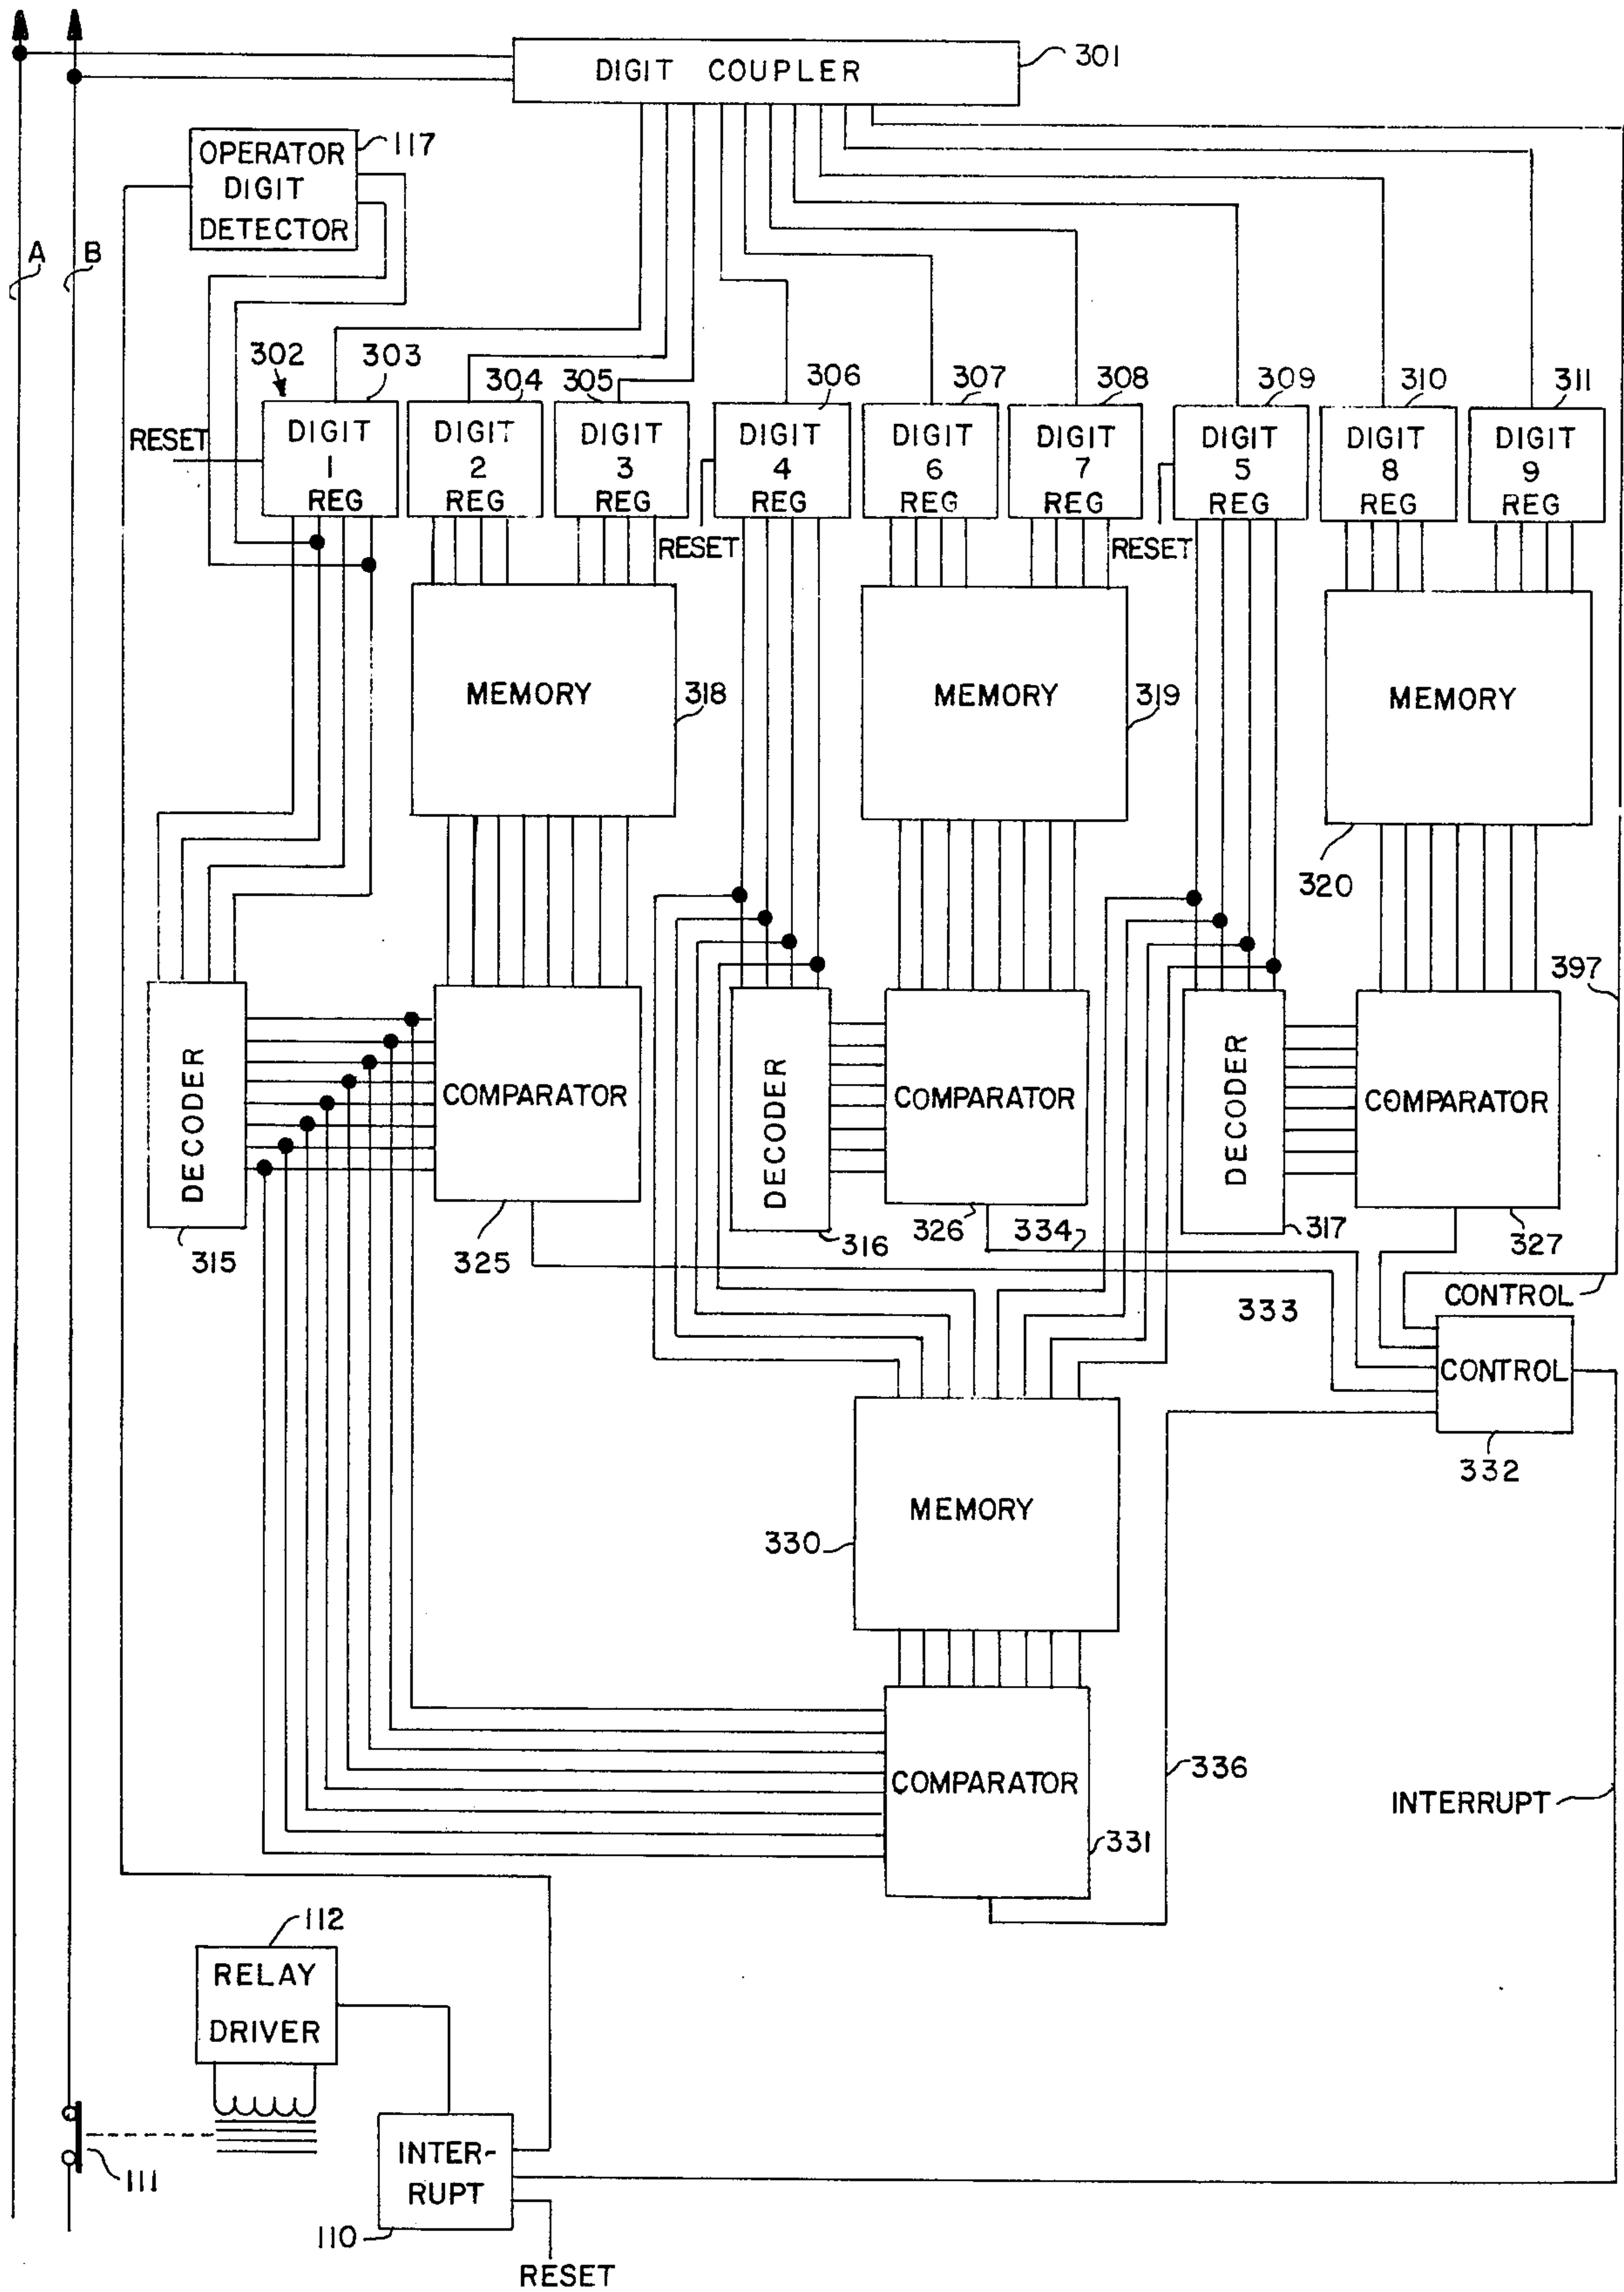 DIGIT COUPLER
301
OPERATOR
DIGIT
DETECTOR
117
A
B
302
303
304
305
306
307
308
309
310
311
RESET
DIGIT
1
REG
DIGIT
2
REG
DIGIT
3
REG
DIGIT
4
REG
DIGIT
6
REG
DIGIT
7
REG
DIGIT
5
REG
DIGIT
8
REG
DIGIT
9
REG
RESET
RESET
MEMORY
318
MEMORY
319
MEMORY
320
397
DECODER
COMPARATOR
DECODER
COMPARATOR
DECODER
COMPARATOR
315
325
316
326
334
317
327
333
CONTROL
CONTROL
332
MEMORY
330
COMPARATOR
336
331
INTERRUPT
112
RELAY
DRIVER
111
INTER-
RUPT
110
RESET